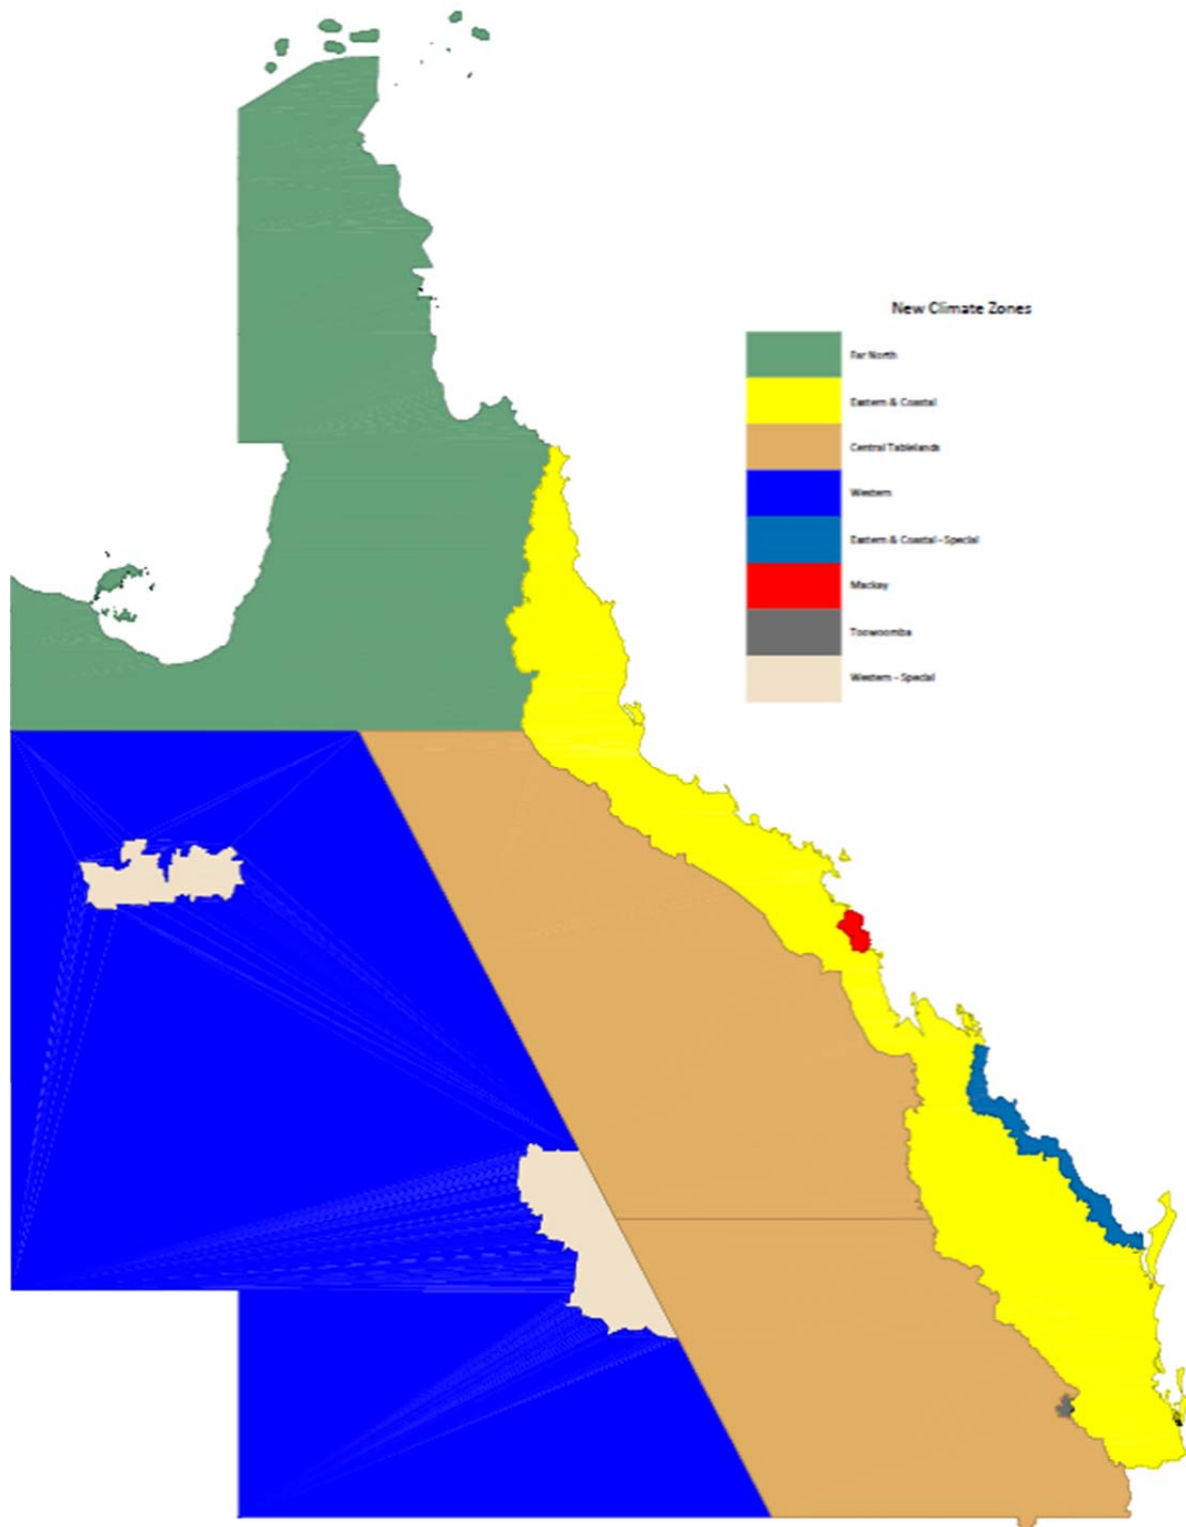 New Climate Zones
Far North
Eastern & Coastal
Central Tablelands
Western
Eastern & Coastal - Special
Mackay
Toowoomba
Western - Special